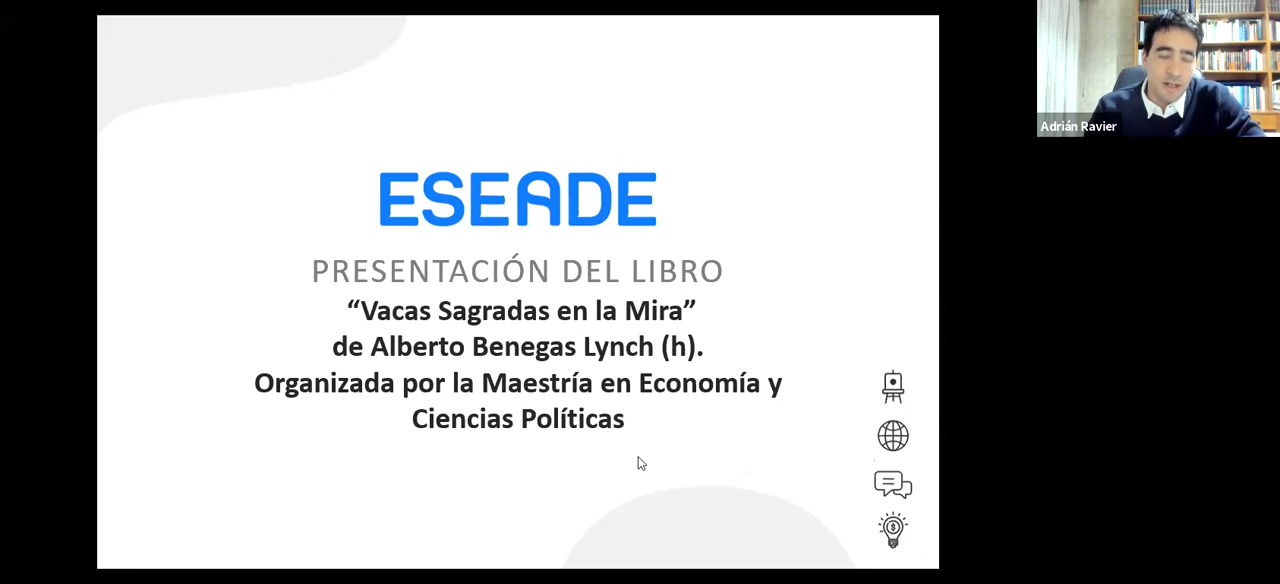 ESEADE
PRESENTACIÓN DEL LIBRO
“Vacas Sagradas en la Mira”
de Alberto Benegas Lynch (h).
Organizada por la Maestría en Economía y
Ciencias Políticas
Adrián Ravier